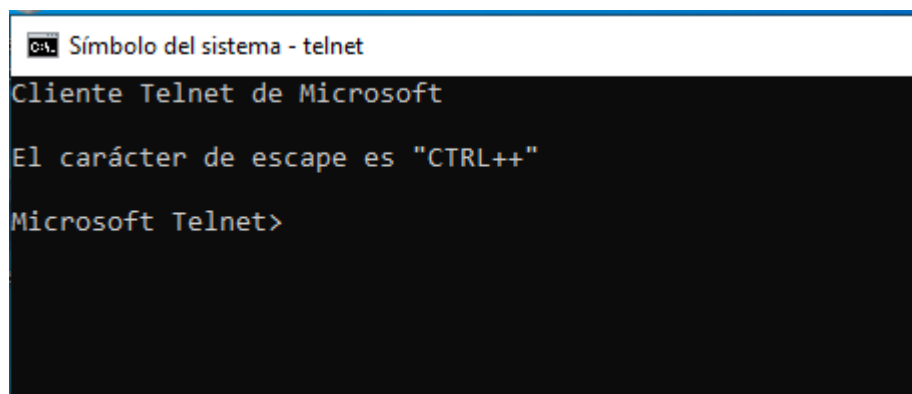 Símbolo del sistema - telnet
Cliente Telnet de Microsoft
El carácter de escape es "CTRL++"
Microsoft Telnet>